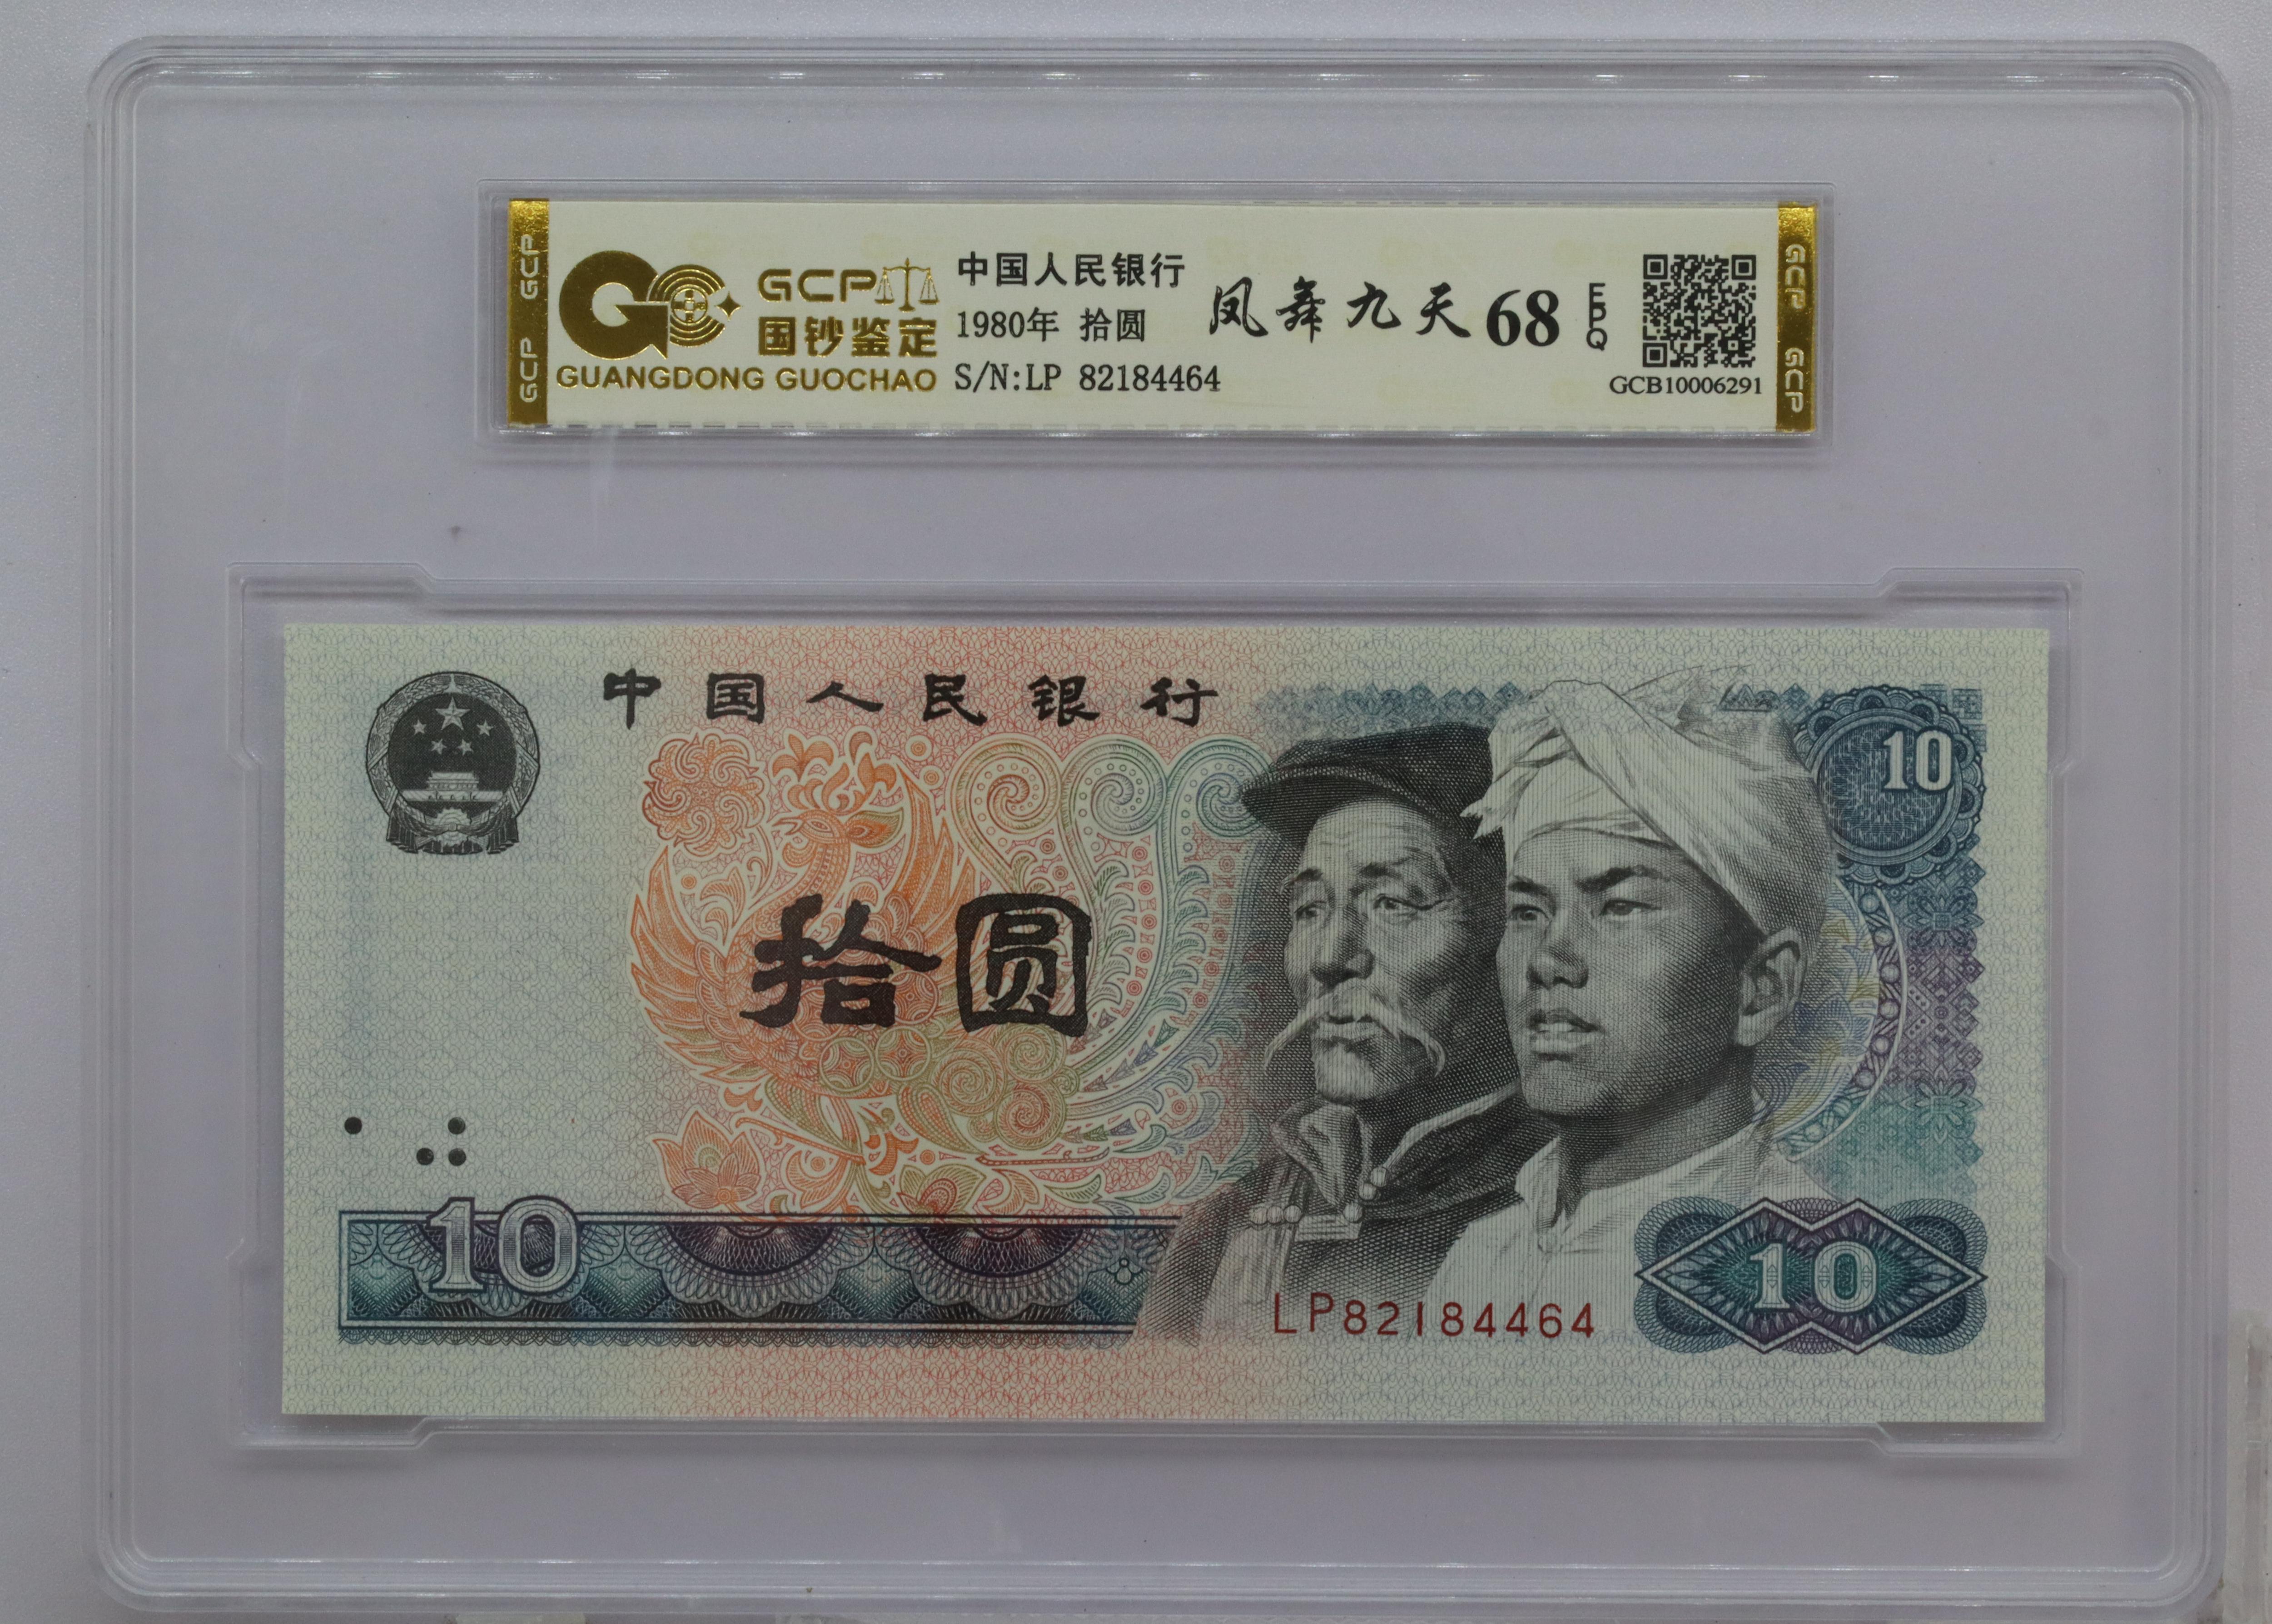 GCP GCP
GCP
国钞鉴定
GUANGDONG GUOCHAO
中国人民银行
1980年 拾圆
S/N:LP 82184464
凤舞九天 68 EPQ
GCB10006291
GCP GCP
中国人民银行
10
拾圆
10
LP82184464
10